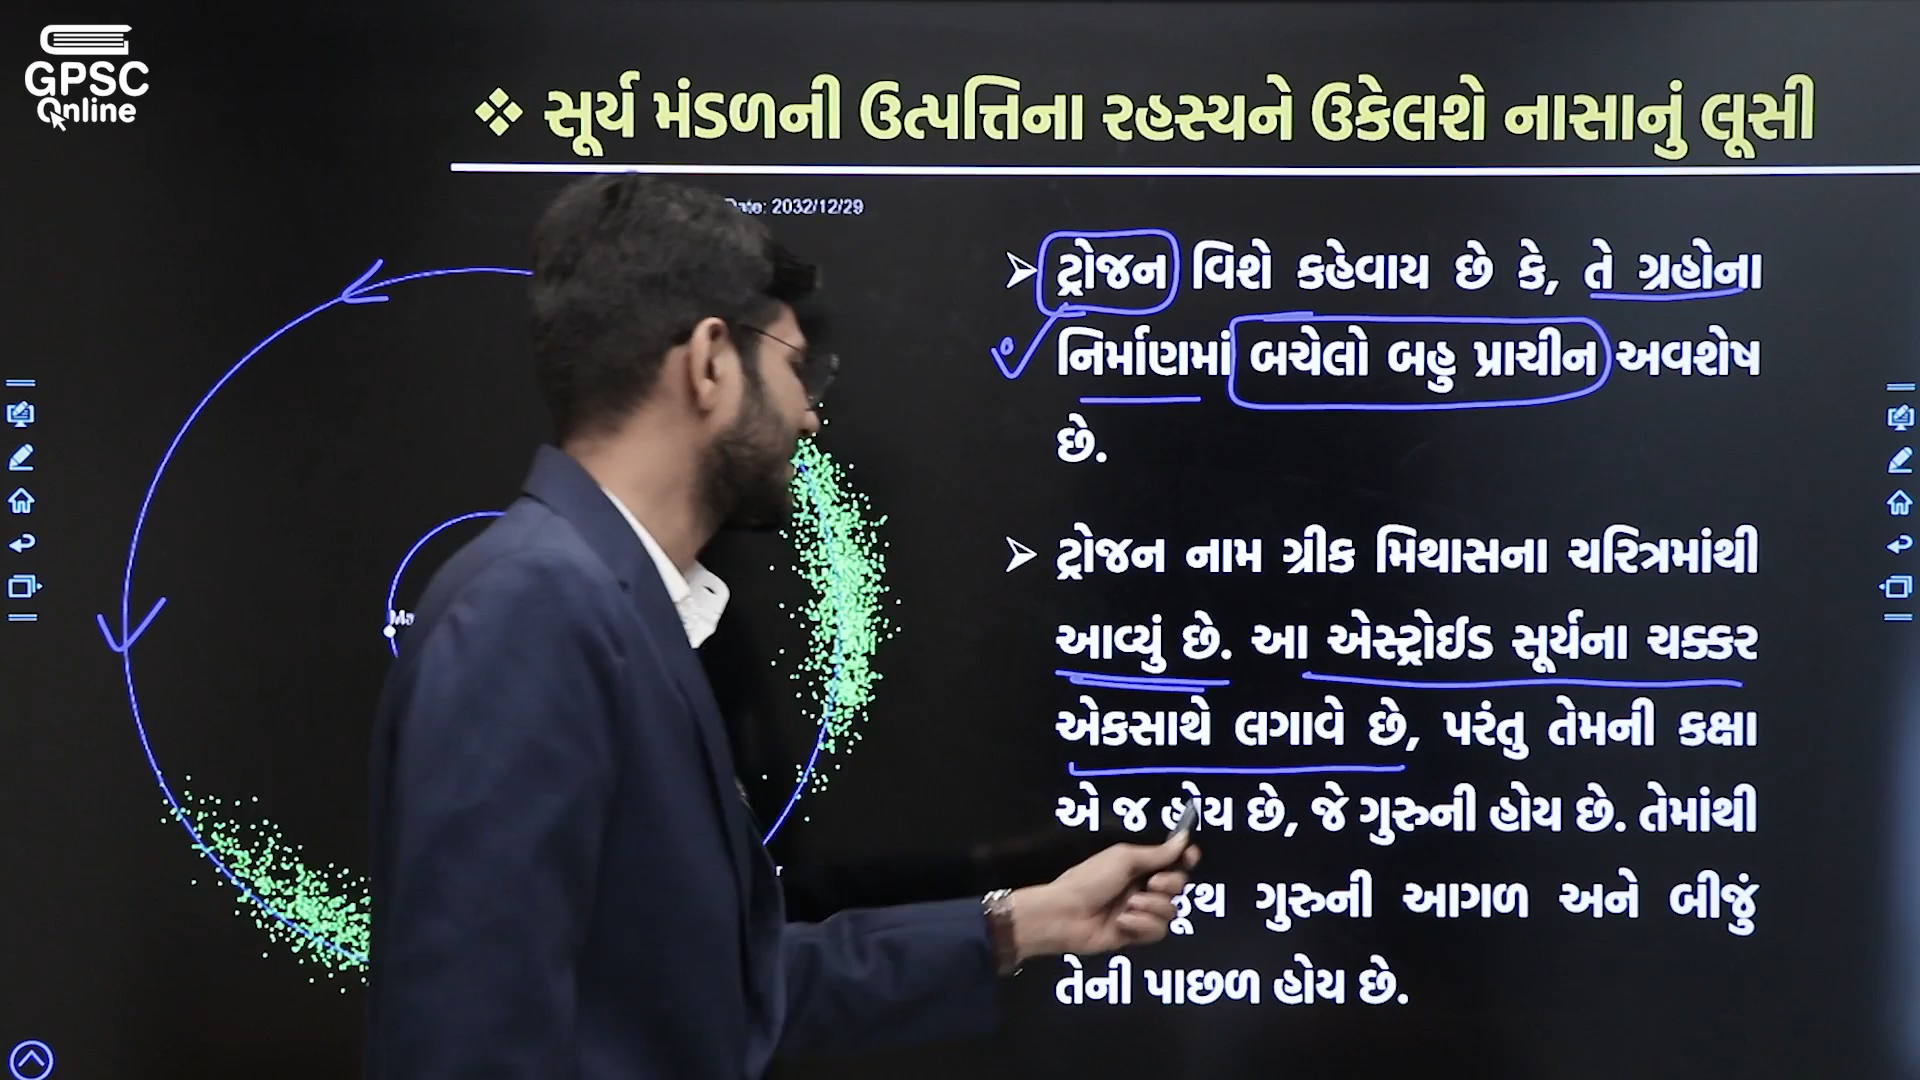 GPSC
Online
❖ સૂર્ય મંડળની ઉત્પત્તિના રહસ્યને ઉકેલશે નાસાનું લૂસી
Date: 2032/12/29
➢ ટ્રોજન વિશે કહેવાય છે કે, તે ગ્રહોના
નિર્માણમાં બચેલો બહુ પ્રાચીન અવશેષ
છે.
➢ ટ્રોજન નામ ગ્રીક મિથાસના ચરિત્રમાંથી
આવ્યું છે. આ એસ્ટ્રોઈડ સૂર્યના ચક્કર
એકસાથે લગાવે છે, પરંતુ તેમની કક્ષા
એ જ હોય છે, જે ગુરુની હોય છે. તેમાંથી
ગુરુની આગળ અને બીજું
તેની પાછળ હોય છે.